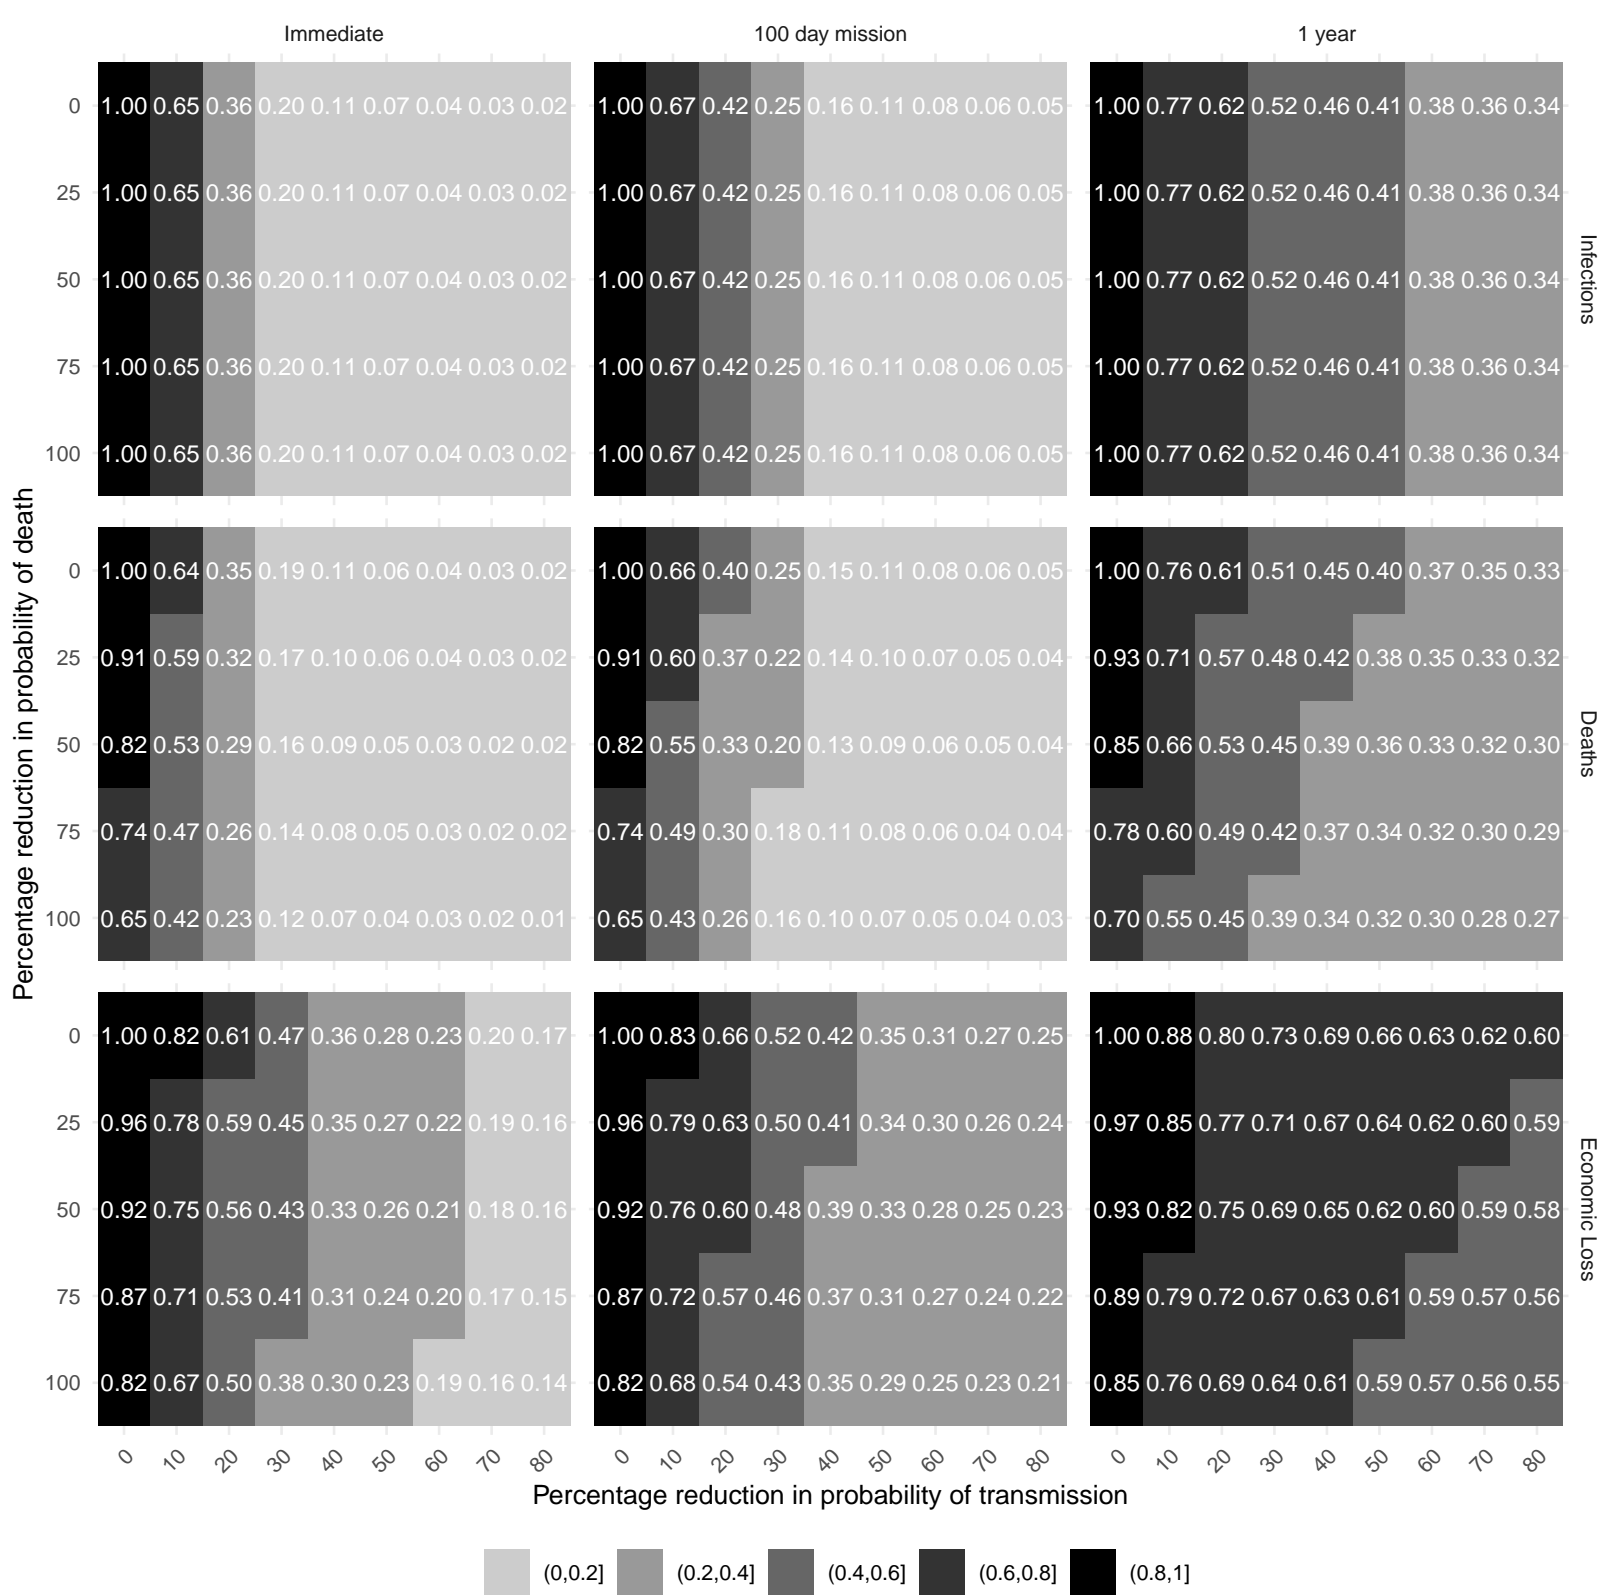 Immediate 100 day mission 1 year
0 1.00 0.65 0.36 0.20 0.11 0.07 0.04 0.03 0.02 1.00 0.67 0.42 0.25 0.16 0.11 0.08 0.06 0.05 1.00 0.77 0.62 0.52 0.46 0.41 0.38 0.36 0.34
25 1.00 0.65 0.36 0.20 0.11 0.07 0.04 0.03 0.02 1.00 0.67 0.42 0.25 0.16 0.11 0.08 0.06 0.05 1.00 0.77 0.62 0.52 0.46 0.41 0.38 0.36 0.34
50 1.00 0.65 0.36 0.20 0.11 0.07 0.04 0.03 0.02 1.00 0.67 0.42 0.25 0.16 0.11 0.08 0.06 0.05 1.00 0.77 0.62 0.52 0.46 0.41 0.38 0.36 0.34
75 1.00 0.65 0.36 0.20 0.11 0.07 0.04 0.03 0.02 1.00 0.67 0.42 0.25 0.16 0.11 0.08 0.06 0.05 1.00 0.77 0.62 0.52 0.46 0.41 0.38 0.36 0.34
100 1.00 0.65 0.36 0.20 0.11 0.07 0.04 0.03 0.02 1.00 0.67 0.42 0.25 0.16 0.11 0.08 0.06 0.05 1.00 0.77 0.62 0.52 0.46 0.41 0.38 0.36 0.34
Infections
Percentage reduction in probability of death
0 1.00 0.64 0.35 0.19 0.11 0.06 0.04 0.03 0.02 1.00 0.66 0.40 0.25 0.15 0.11 0.08 0.06 0.05 1.00 0.76 0.61 0.51 0.45 0.40 0.37 0.35 0.33
25 0.91 0.59 0.32 0.17 0.10 0.06 0.04 0.03 0.02 0.91 0.60 0.37 0.22 0.14 0.10 0.07 0.05 0.04 0.93 0.71 0.57 0.48 0.42 0.38 0.35 0.33 0.32
50 0.82 0.53 0.29 0.16 0.09 0.05 0.03 0.02 0.02 0.82 0.55 0.33 0.20 0.13 0.09 0.06 0.05 0.04 0.85 0.66 0.53 0.45 0.39 0.36 0.33 0.32 0.30
75 0.74 0.47 0.26 0.14 0.08 0.05 0.03 0.02 0.02 0.74 0.49 0.30 0.18 0.11 0.08 0.06 0.04 0.04 0.78 0.60 0.49 0.42 0.37 0.34 0.32 0.30 0.29
100 0.65 0.42 0.23 0.12 0.07 0.04 0.03 0.02 0.01 0.65 0.43 0.26 0.16 0.10 0.07 0.05 0.04 0.03 0.70 0.55 0.45 0.39 0.34 0.32 0.30 0.28 0.27
Deaths
0 1.00 0.82 0.61 0.47 0.36 0.28 0.23 0.20 0.17 1.00 0.83 0.66 0.52 0.42 0.35 0.31 0.27 0.25 1.00 0.88 0.80 0.73 0.69 0.66 0.63 0.62 0.60
25 0.96 0.78 0.59 0.45 0.35 0.27 0.22 0.19 0.16 0.96 0.79 0.63 0.50 0.41 0.34 0.30 0.26 0.24 0.97 0.85 0.77 0.71 0.67 0.64 0.62 0.60 0.59
50 0.92 0.75 0.56 0.43 0.33 0.26 0.21 0.18 0.16 0.92 0.76 0.60 0.48 0.39 0.33 0.28 0.25 0.23 0.93 0.82 0.75 0.69 0.65 0.62 0.60 0.59 0.58
75 0.87 0.71 0.53 0.41 0.31 0.24 0.20 0.17 0.15 0.87 0.72 0.57 0.46 0.37 0.31 0.27 0.24 0.22 0.89 0.79 0.72 0.67 0.63 0.61 0.59 0.57 0.56
100 0.82 0.67 0.50 0.38 0.30 0.23 0.19 0.16 0.14 0.82 0.68 0.54 0.43 0.35 0.29 0.25 0.23 0.21 0.85 0.76 0.69 0.64 0.61 0.59 0.57 0.56 0.55
Economic Loss
0 10 20 30 40 50 60 70 80 0 10 20 30 40 50 60 70 80 0 10 20 30 40 50 60 70 80
Percentage reduction in probability of transmission
(0,0.2] (0.2,0.4] (0.4,0.6] (0.6,0.8] (0.8,1]